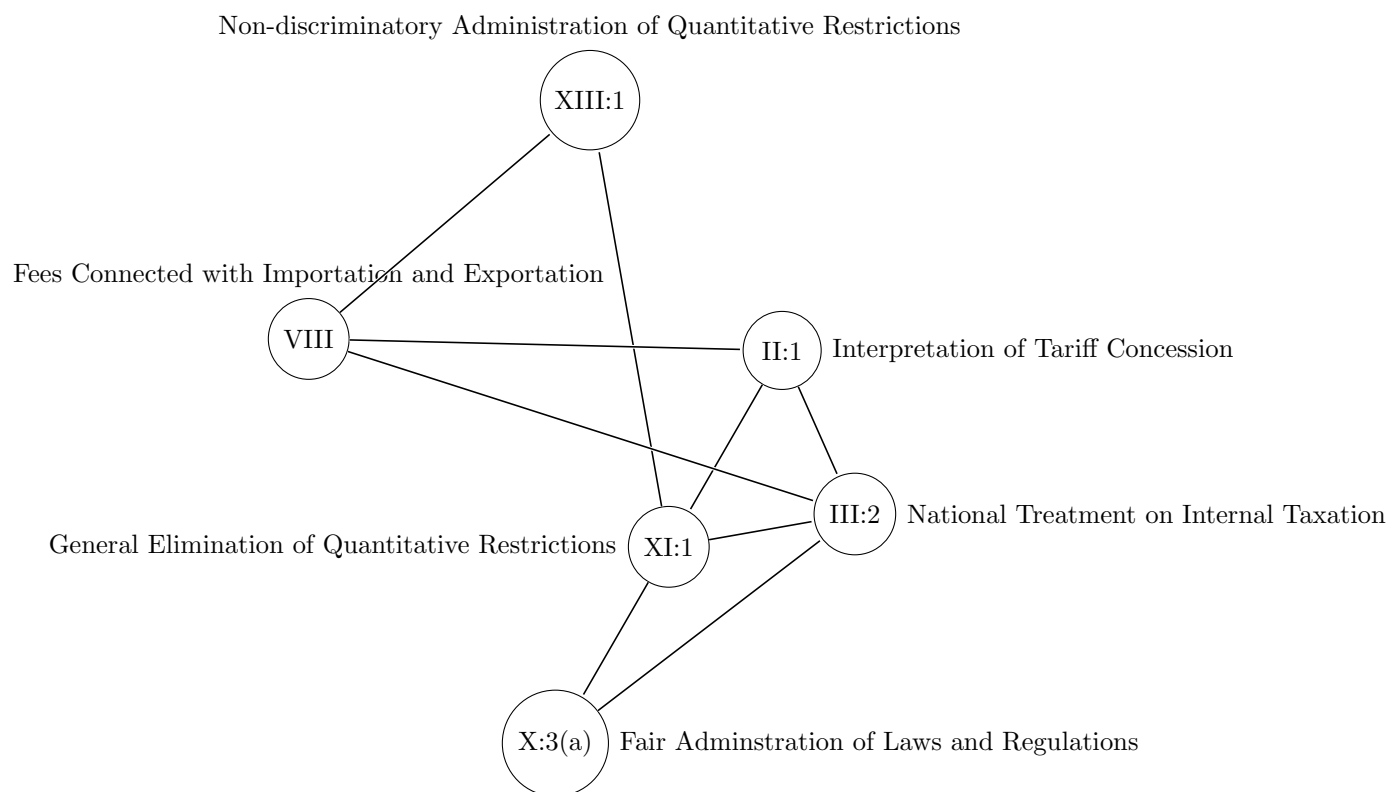 Non-discriminatory Administration of Quantitative Restrictions
XIII:1
Fees Connected with Importation and Exportation
VIII
II:1
Interpretation of Tariff Concession
III:2
National Treatment on Internal Taxation
General Elimination of Quantitative Restrictions
XI:1
X:3(a)
Fair Adminstration of Laws and Regulations